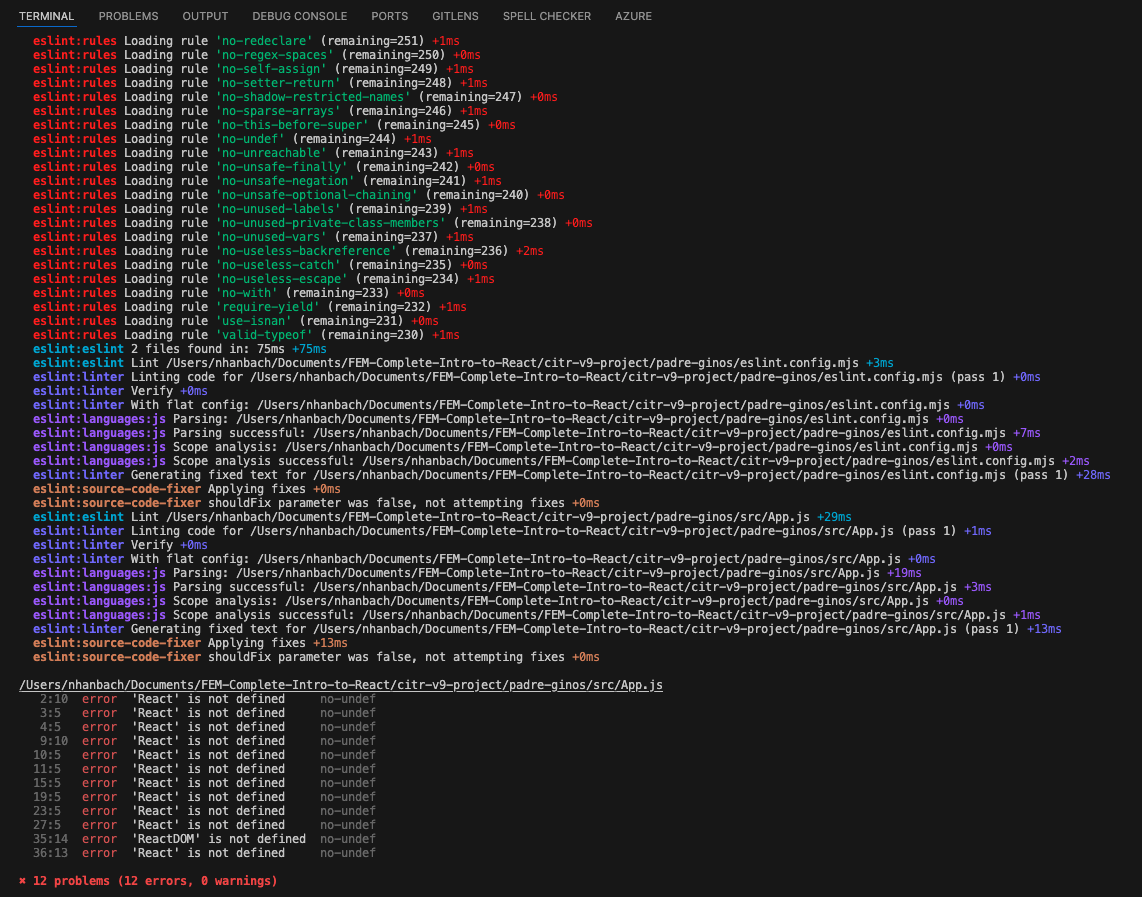 TERMINAL PROBLEMS OUTPUT DEBUG CONSOLE PORTS GITLENS SPELL CHECKER AZURE
eslint:rules Loading rule 'no-redeclare' (remaining=251) +1ms
eslint:rules Loading rule 'no-regex-spaces' (remaining=250) +0ms
eslint:rules Loading rule 'no-self-assign' (remaining=249) +1ms
eslint:rules Loading rule 'no-setter-return' (remaining=248) +1ms
eslint:rules Loading rule 'no-shadow-restricted-names' (remaining=247) +0ms
eslint:rules Loading rule 'no-sparse-arrays' (remaining=246) +1ms
eslint:rules Loading rule 'no-this-before-super' (remaining=245) +0ms
eslint:rules Loading rule 'no-undef' (remaining=244) +1ms
eslint:rules Loading rule 'no-unreachable' (remaining=243) +1ms
eslint:rules Loading rule 'no-unsafe-finally' (remaining=242) +0ms
eslint:rules Loading rule 'no-unsafe-negation' (remaining=241) +1ms
eslint:rules Loading rule 'no-unsafe-optional-chaining' (remaining=240) +0ms
eslint:rules Loading rule 'no-unused-labels' (remaining=239) +1ms
eslint:rules Loading rule 'no-unused-private-class-members' (remaining=238) +0ms
eslint:rules Loading rule 'no-unused-vars' (remaining=237) +1ms
eslint:rules Loading rule 'no-useless-backreference' (remaining=236) +2ms
eslint:rules Loading rule 'no-useless-catch' (remaining=235) +0ms
eslint:rules Loading rule 'no-useless-escape' (remaining=234) +1ms
eslint:rules Loading rule 'no-with' (remaining=233) +0ms
eslint:rules Loading rule 'require-yield' (remaining=232) +1ms
eslint:rules Loading rule 'use-isnan' (remaining=231) +0ms
eslint:rules Loading rule 'valid-typeof' (remaining=230) +1ms
eslint:eslint 2 files found in: 75ms +75ms
eslint:eslint Lint /Users/nhanbach/Documents/FEM-Complete-Intro-to-React/citr-v9-project/padre-ginos/eslint.config.mjs +3ms
eslint:linter Linting code for /Users/nhanbach/Documents/FEM-Complete-Intro-to-React/citr-v9-project/padre-ginos/eslint.config.mjs (pass 1) +0ms
eslint:linter Verify +0ms
eslint:linter With flat config: /Users/nhanbach/Documents/FEM-Complete-Intro-to-React/citr-v9-project/padre-ginos/eslint.config.mjs +0ms
eslint:languages:js Parsing: /Users/nhanbach/Documents/FEM-Complete-Intro-to-React/citr-v9-project/padre-ginos/eslint.config.mjs +0ms
eslint:languages:js Parsing successful: /Users/nhanbach/Documents/FEM-Complete-Intro-to-React/citr-v9-project/padre-ginos/eslint.config.mjs +7ms
eslint:languages:js Scope analysis: /Users/nhanbach/Documents/FEM-Complete-Intro-to-React/citr-v9-project/padre-ginos/eslint.config.mjs +0ms
eslint:languages:js Scope analysis successful: /Users/nhanbach/Documents/FEM-Complete-Intro-to-React/citr-v9-project/padre-ginos/eslint.config.mjs +2ms
eslint:linter Generating fixed text for /Users/nhanbach/Documents/FEM-Complete-Intro-to-React/citr-v9-project/padre-ginos/eslint.config.mjs (pass 1) +28ms
eslint:source-code-fixer Applying fixes +0ms
eslint:source-code-fixer shouldFix parameter was false, not attempting fixes +0ms
eslint:eslint Lint /Users/nhanbach/Documents/FEM-Complete-Intro-to-React/citr-v9-project/padre-ginos/src/App.js +29ms
eslint:linter Linting code for /Users/nhanbach/Documents/FEM-Complete-Intro-to-React/citr-v9-project/padre-ginos/src/App.js (pass 1) +1ms
eslint:linter Verify +0ms
eslint:linter With flat config: /Users/nhanbach/Documents/FEM-Complete-Intro-to-React/citr-v9-project/padre-ginos/src/App.js +0ms
eslint:languages:js Parsing: /Users/nhanbach/Documents/FEM-Complete-Intro-to-React/citr-v9-project/padre-ginos/src/App.js +19ms
eslint:languages:js Parsing successful: /Users/nhanbach/Documents/FEM-Complete-Intro-to-React/citr-v9-project/padre-ginos/src/App.js +3ms
eslint:languages:js Scope analysis: /Users/nhanbach/Documents/FEM-Complete-Intro-to-React/citr-v9-project/padre-ginos/src/App.js +0ms
eslint:languages:js Scope analysis successful: /Users/nhanbach/Documents/FEM-Complete-Intro-to-React/citr-v9-project/padre-ginos/src/App.js +1ms
eslint:linter Generating fixed text for /Users/nhanbach/Documents/FEM-Complete-Intro-to-React/citr-v9-project/padre-ginos/src/App.js (pass 1) +13ms
eslint:source-code-fixer Applying fixes +13ms
eslint:source-code-fixer shouldFix parameter was false, not attempting fixes +0ms
/Users/nhanbach/Documents/FEM-Complete-Intro-to-React/citr-v9-project/padre-ginos/src/App.js
2:10 error 'React' is not defined no-undef
3:5 error 'React' is not defined no-undef
4:5 error 'React' is not defined no-undef
9:10 error 'React' is not defined no-undef
10:5 error 'React' is not defined no-undef
11:5 error 'React' is not defined no-undef
15:5 error 'React' is not defined no-undef
19:5 error 'React' is not defined no-undef
23:5 error 'React' is not defined no-undef
27:5 error 'React' is not defined no-undef
35:14 error 'ReactDOM' is not defined no-undef
36:13 error 'React' is not defined no-undef
✖ 12 problems (12 errors, 0 warnings)